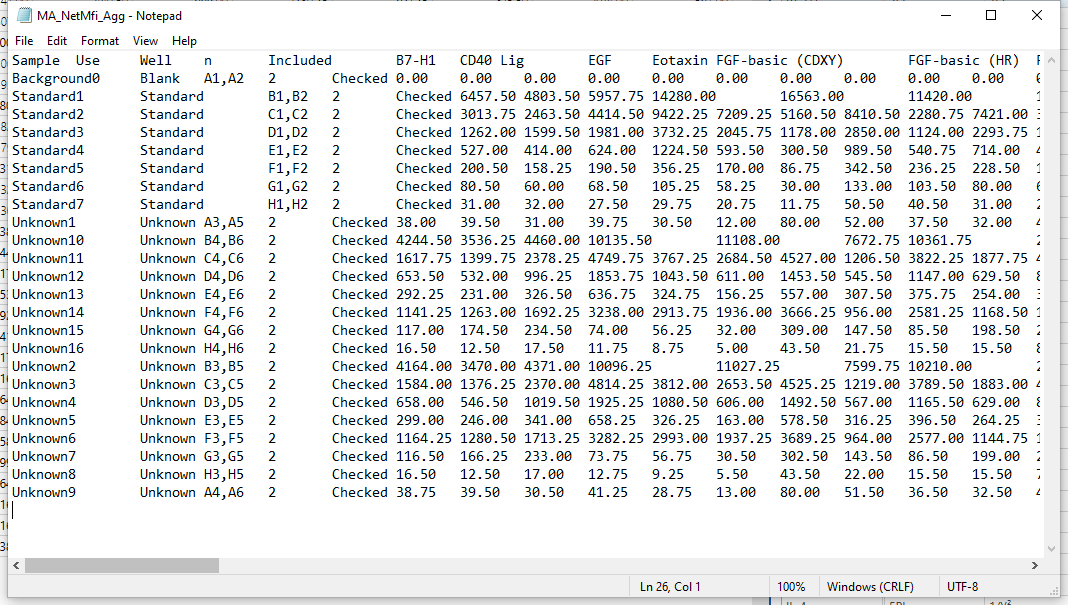 MA_NetMfi_Agg - Notepad
File Edit Format View Help
Sample Use Well n Included B7-H1 CD40 Lig EGF Eotaxin FGF-basic (CDXY) FGF-basic (HR)
Background0 Blank A1,A2 2 Checked 0.00 0.00 0.00 0.00 0.00 0.00 0.00 0.00 0.00 0.00
Standard1 Standard B1,B2 2 Checked 6457.50 4803.50 5957.75 14280.00 16563.00 11420.00 1
Standard2 Standard C1,C2 2 Checked 3013.75 2463.50 4414.50 9422.25 7209.25 5160.50 8410.50 2280.75 7421.00
Standard3 Standard D1,D2 2 Checked 1262.00 1599.50 1981.00 3732.25 2045.75 1178.00 2850.00 1124.00 2293.75 1
Standard4 Standard E1,E2 2 Checked 527.00 414.00 624.00 1224.50 593.50 300.50 989.50 540.75 714.00 4
Standard5 Standard F1,F2 2 Checked 200.50 158.25 190.50 356.25 170.00 86.75 342.50 236.25 228.50 1
Standard6 Standard G1,G2 2 Checked 80.50 60.00 68.50 105.25 58.25 30.00 133.00 103.50 80.00 6
Standard7 Standard H1,H2 2 Checked 31.00 32.00 27.50 29.75 20.75 11.75 50.50 40.50 31.00 2
Unknown1 Unknown A3,A5 2 Checked 38.00 39.50 31.00 39.75 30.50 12.00 80.00 52.00 37.50 32.00 4
Unknown10 Unknown B4,B6 2 Checked 4244.50 3536.25 4460.00 10135.50 11108.00 7672.75 10361.75 2
Unknown11 Unknown C4,C6 2 Checked 1617.75 1399.75 2378.25 4749.75 3767.25 2684.50 4527.00 1206.50 3822.25 1877.75 4
Unknown12 Unknown D4,D6 2 Checked 653.50 532.00 996.25 1853.75 1043.50 611.00 1453.50 545.50 1147.00 629.50 8
Unknown13 Unknown E4,E6 2 Checked 292.25 231.00 326.50 636.75 324.75 156.25 557.00 307.50 375.75 254.00 3
Unknown14 Unknown F4,F6 2 Checked 1141.25 1263.00 1692.25 3238.00 2913.75 1936.00 3666.25 956.00 2581.25 1168.50 1
Unknown15 Unknown G4,G6 2 Checked 117.00 174.50 234.50 74.00 56.25 32.00 309.00 147.50 85.50 198.50 2
Unknown16 Unknown H4,H6 2 Checked 16.50 12.50 17.50 11.75 8.75 5.00 43.50 21.75 15.50 15.50 8
Unknown2 Unknown B3,B5 2 Checked 4164.00 3470.00 4371.00 10096.25 11027.25 7599.75 10210.00 2
Unknown3 Unknown C3,C5 2 Checked 1584.00 1376.25 2370.00 4814.25 3812.00 2653.50 4525.25 1219.00 3789.50 1883.00 4
Unknown4 Unknown D3,D5 2 Checked 658.00 546.50 1019.50 1925.25 1080.50 606.00 1492.50 567.00 1165.50 629.00 8
Unknown5 Unknown E3,E5 2 Checked 299.00 246.00 341.00 658.25 326.25 163.00 578.50 316.25 396.50 264.25 3
Unknown6 Unknown F3,F5 2 Checked 1164.25 1280.50 1713.25 3282.25 2993.00 1937.25 3689.25 964.00 2577.00 1144.75 1
Unknown7 Unknown G3,G5 2 Checked 116.50 166.25 233.00 73.75 56.75 30.50 302.50 143.50 86.50 199.00 2
Unknown8 Unknown H3,H5 2 Checked 16.50 12.50 17.00 12.75 9.25 5.50 43.50 22.00 15.50 15.50 7
Unknown9 Unknown A4,A6 2 Checked 38.75 39.50 30.50 41.25 28.75 13.00 80.00 51.50 36.50 32.50 4
Ln 26, Col 1 100% Windows (CRLF) UTF-8